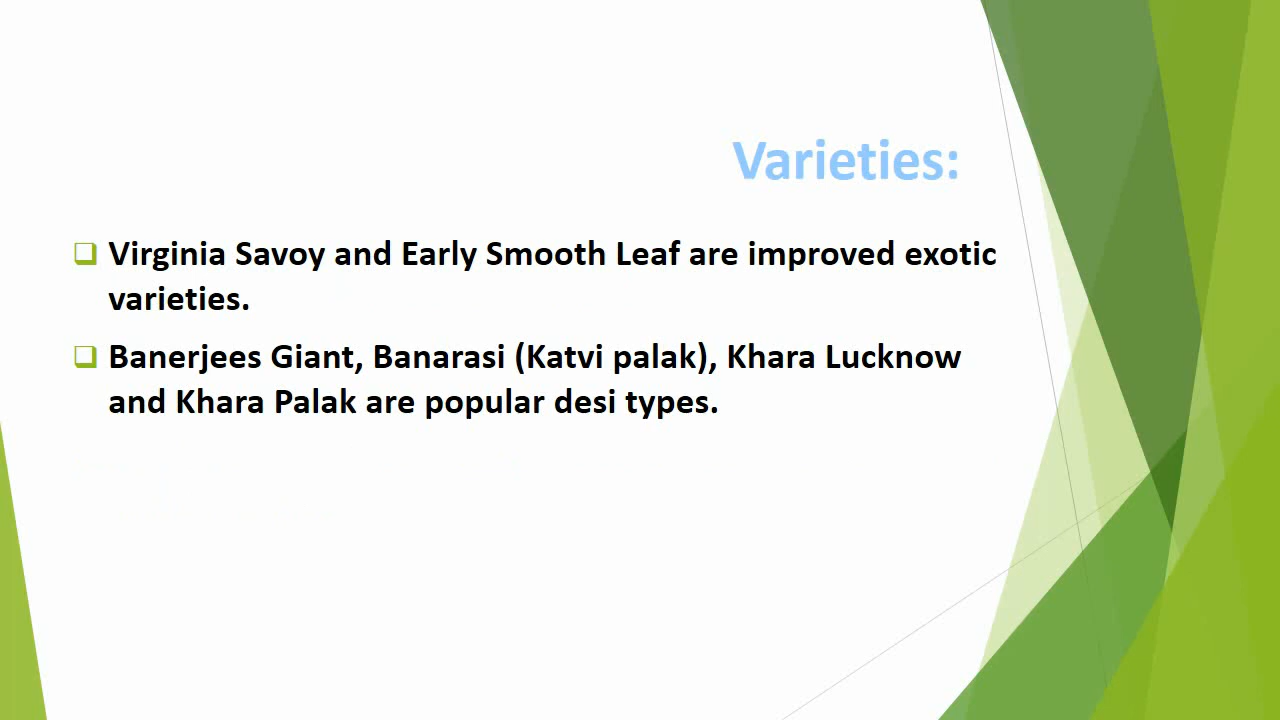 Varieties:
Virginia Savoy and Early Smooth Leaf are improved exotic
varieties.
Banerjees Giant, Banarasi (Katvi palak), Khara Lucknow
and Khara Palak are popular desi types.